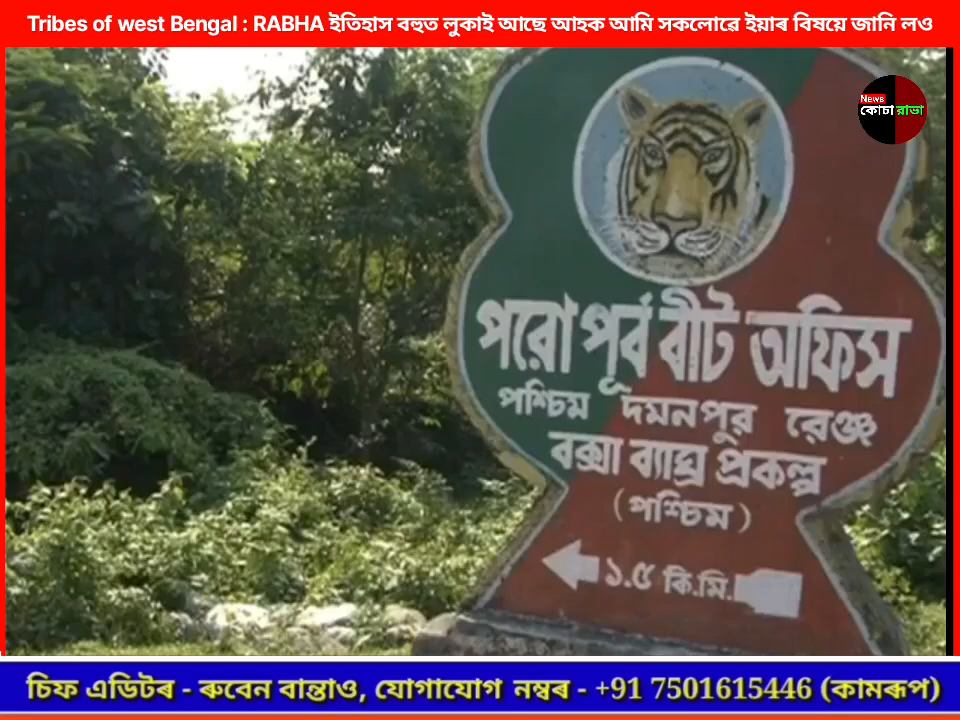 Tribes of west Bengal : RABHA ইতিহাস বহুত লুকাই আছে আহক আমি সকলোৱে ইয়াৰ বিষয়ে জানি লও
News
কোচা ৰাভা
পরো পূর্ব বীট অফিস
পশ্চিম দমনপুর রেঞ্জ
বক্সা ব্যাঘ্র প্রকল্প
(পশ্চিম)
১.৫ কি.মি.
চিফ এডিটৰ - ৰুবেন বান্তাও, যোগাযোগ নম্বৰ - +91 7501615446 (কামৰূপ)